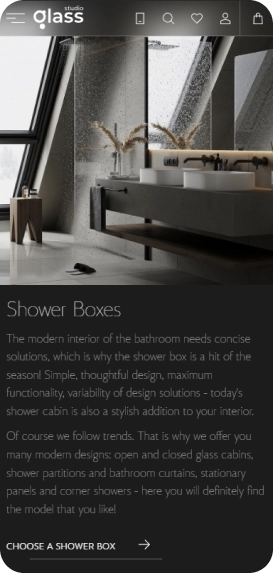 studio
glass
Shower Boxes
The modern interior of the bathroom needs concise
solutions, which is why the shower box is a hit of the
season! Simple, thoughtful design, maximum
functionality, variability of design solutions - today's
shower cabin is also a stylish addition to your interior.
Of course we follow trends. That is why we offer you
many modern designs: open and closed glass cabins,
shower partitions and bathroom curtains, stationary
panels and corner showers - here you will definitely find
the model that you like!
CHOOSE A SHOWER BOX